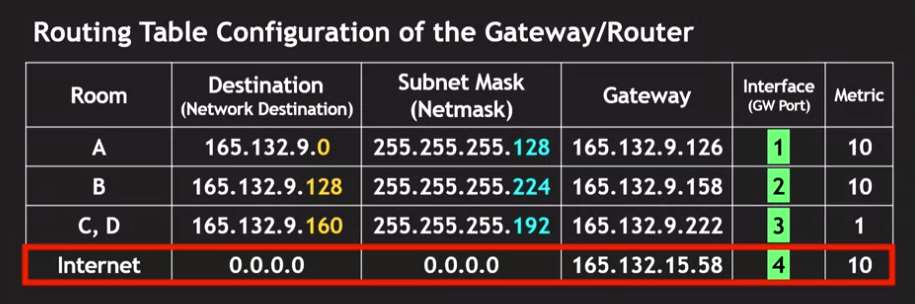 Routing Table Configuration of the Gateway/Router
Room Destination (Network Destination) Subnet Mask (Netmask) Gateway Interface (GW Port) Metric
A 165.132.9.0 255.255.255.128 165.132.9.126 1 10
B 165.132.9.128 255.255.255.224 165.132.9.158 2 10
C, D 165.132.9.160 255.255.255.192 165.132.9.222 3 1
Internet 0.0.0.0 0.0.0.0 165.132.15.58 4 10